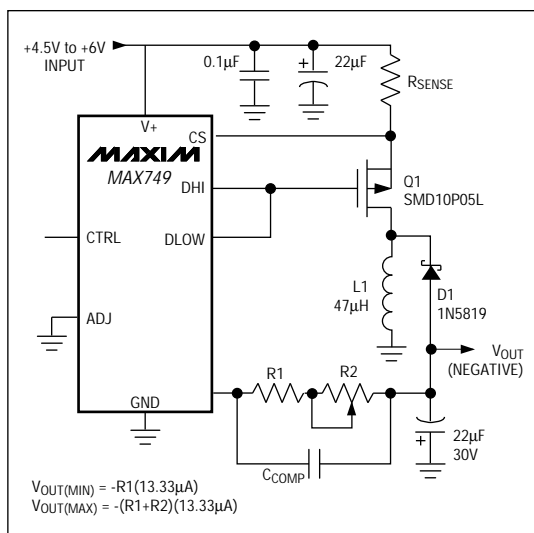 +4.5V to +6V
INPUT
0.1µF
+
22µF
RSENSE
V+
CS
MAXIM
MAX749
DHI
Q1
SMD10P05L
CTRL
DLOW
L1
47µH
D1
1N5819
ADJ
VOUT
(NEGATIVE)
R1
R2
GND
CCOMP
+
22µF
30V
VOUT(MIN) = -R1(13.33µA)
VOUT(MAX) = -(R1+R2)(13.33µA)